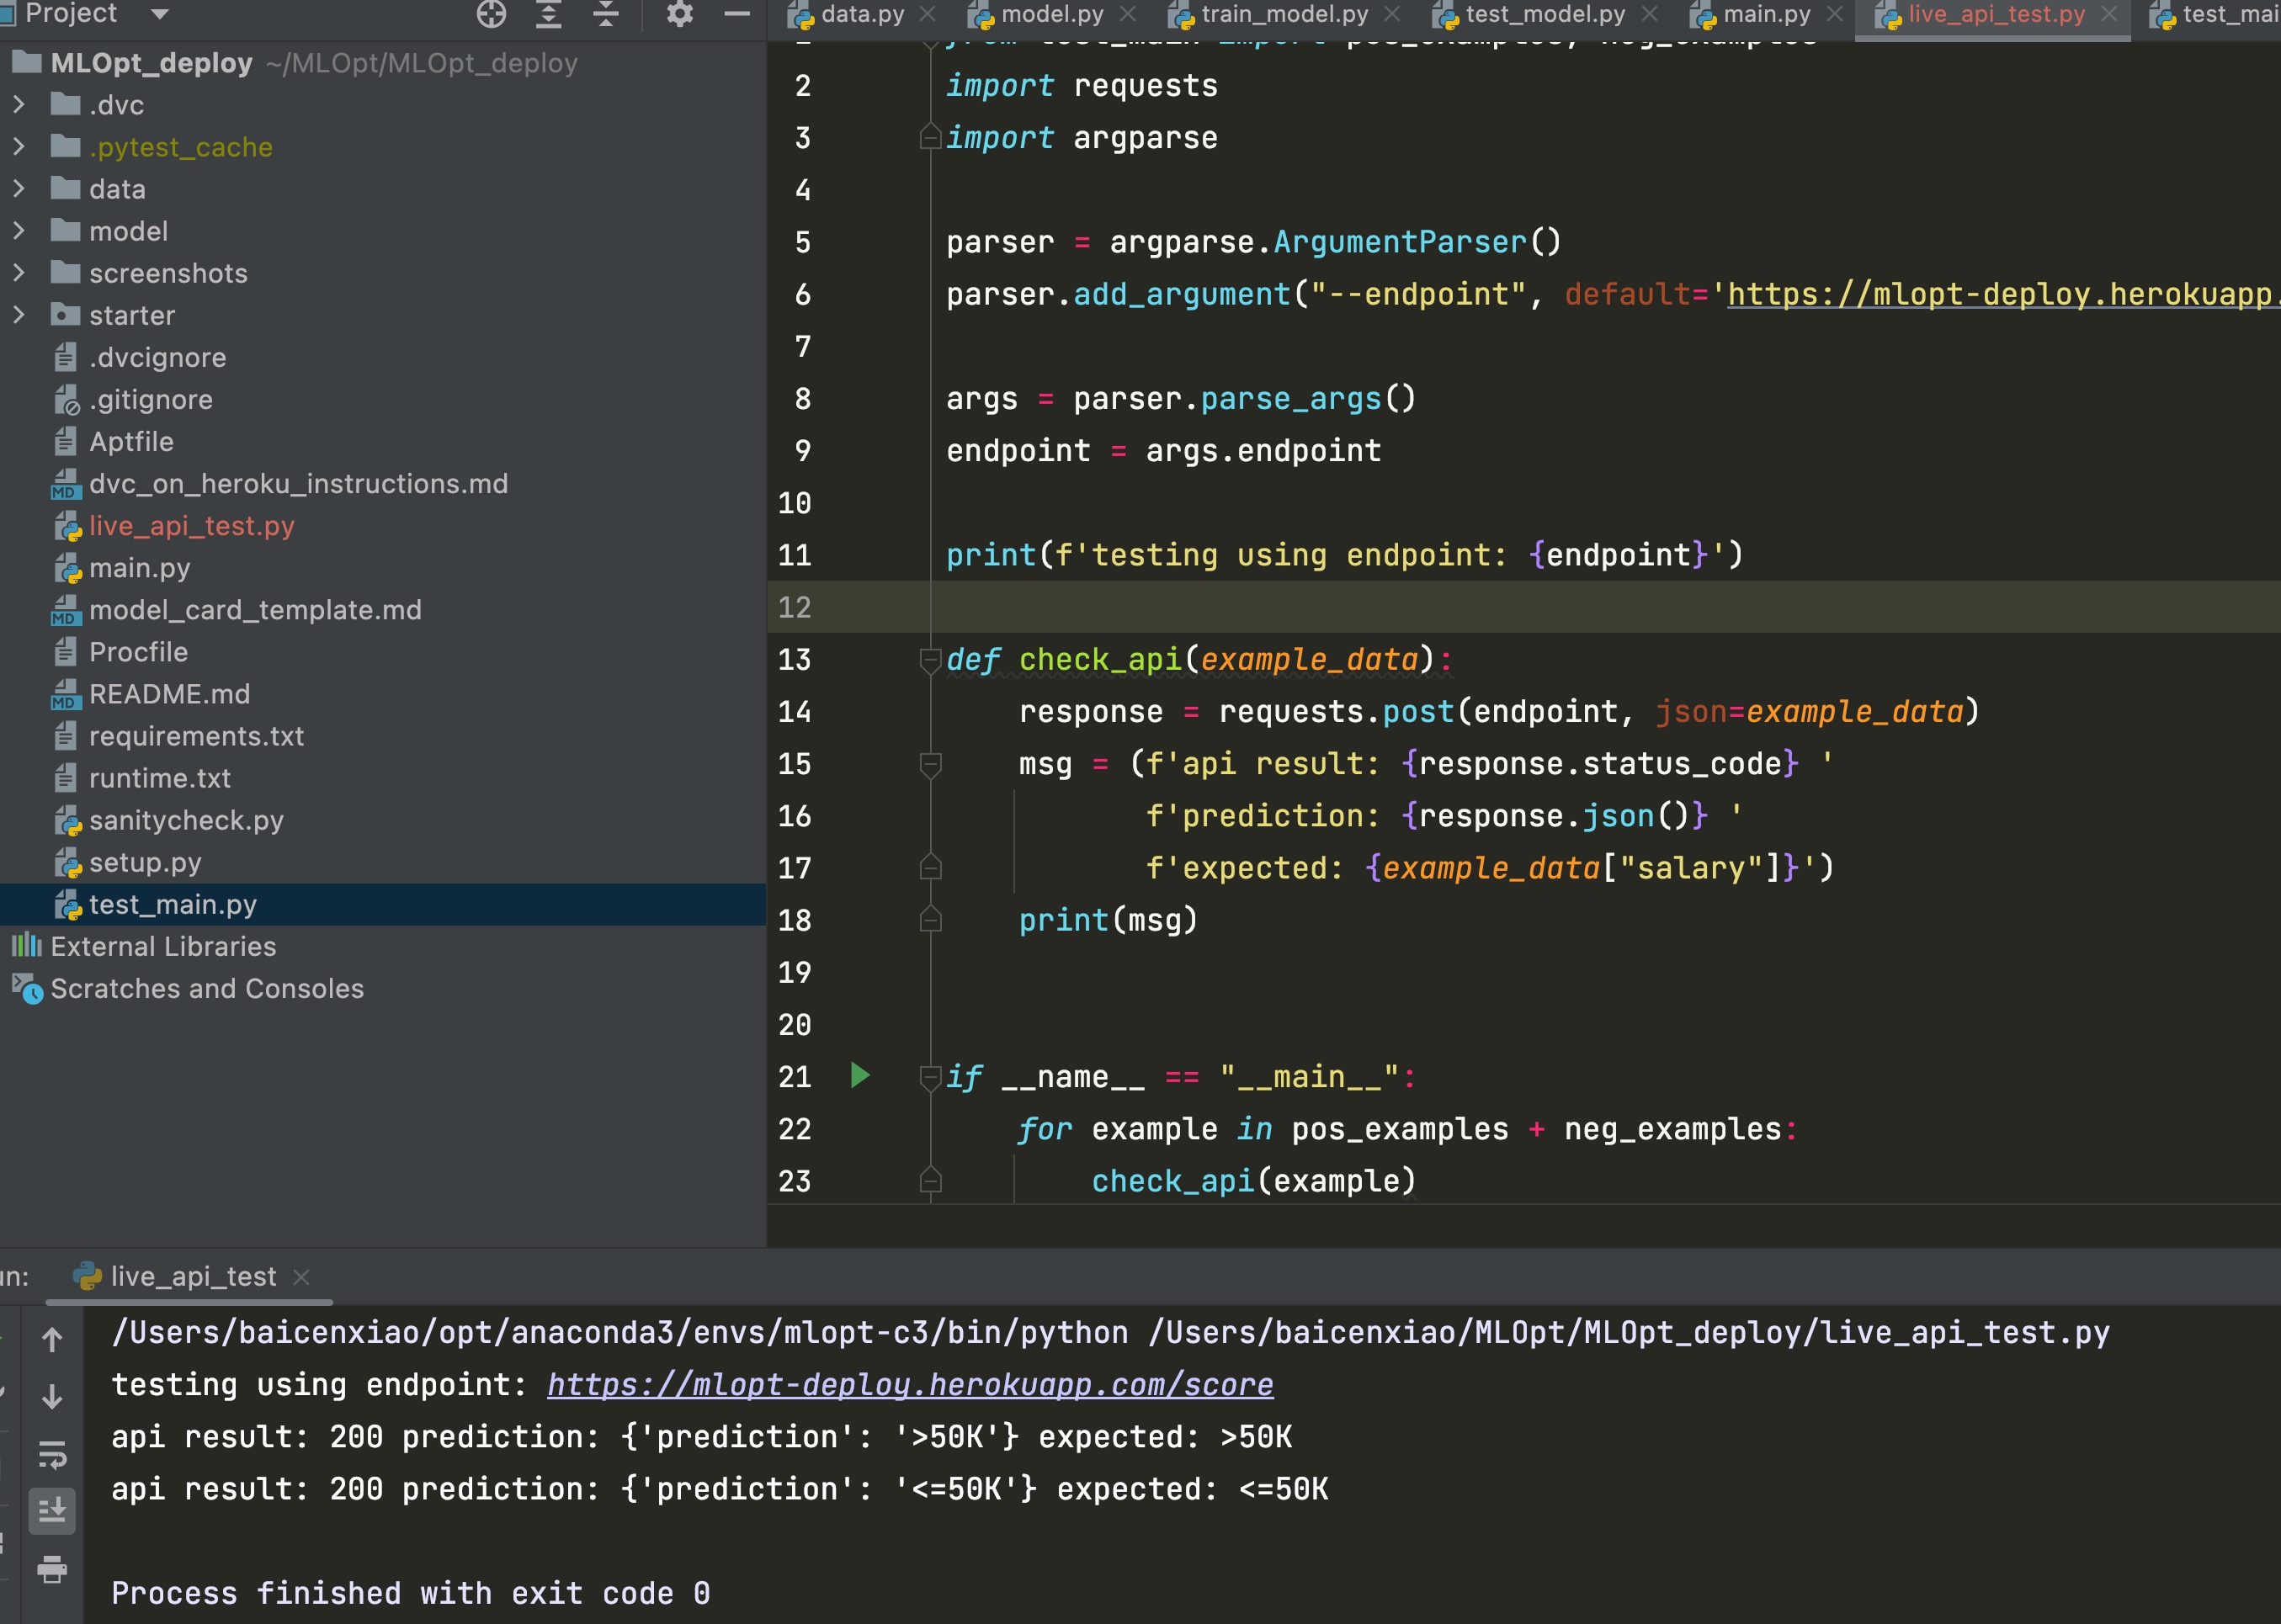 Project
data.py
model.py
train_model.py
test_model.py
main.py
live_api_test.py
MLOpt_deploy ~/MLOpt/MLOpt_deploy
.dvc
.pytest_cache
data
model
screenshots
starter
.dvcignore
.gitignore
Aptfile
dvc_on_heroku_instructions.md
live_api_test.py
main.py
model_card_template.md
Procfile
README.md
requirements.txt
runtime.txt
sanitycheck.py
setup.py
test_main.py
External Libraries
Scratches and Consoles
2 import requests
3 import argparse
4
5 parser = argparse.ArgumentParser()
6 parser.add_argument("--endpoint", default='https://mlopt-deploy.herokuapp.
7
8 args = parser.parse_args()
9 endpoint = args.endpoint
10
11 print(f'testing using endpoint: {endpoint}')
12
13 def check_api(example_data):
14 response = requests.post(endpoint, json=example_data)
15 msg = (f'api result: {response.status_code} '
16 f'prediction: {response.json()} '
17 f'expected: {example_data["salary"]}')
18 print(msg)
19
20
21 if __name__ == "__main__":
22 for example in pos_examples + neg_examples:
23 check_api(example)
live_api_test
/Users/baicenxiao/opt/anaconda3/envs/mlopt-c3/bin/python /Users/baicenxiao/MLOpt/MLOpt_deploy/live_api_test.py
testing using endpoint: https://mlopt-deploy.herokuapp.com/score
api result: 200 prediction: {'prediction': '>50K'} expected: >50K
api result: 200 prediction: {'prediction': '<=50K'} expected: <=50K
Process finished with exit code 0